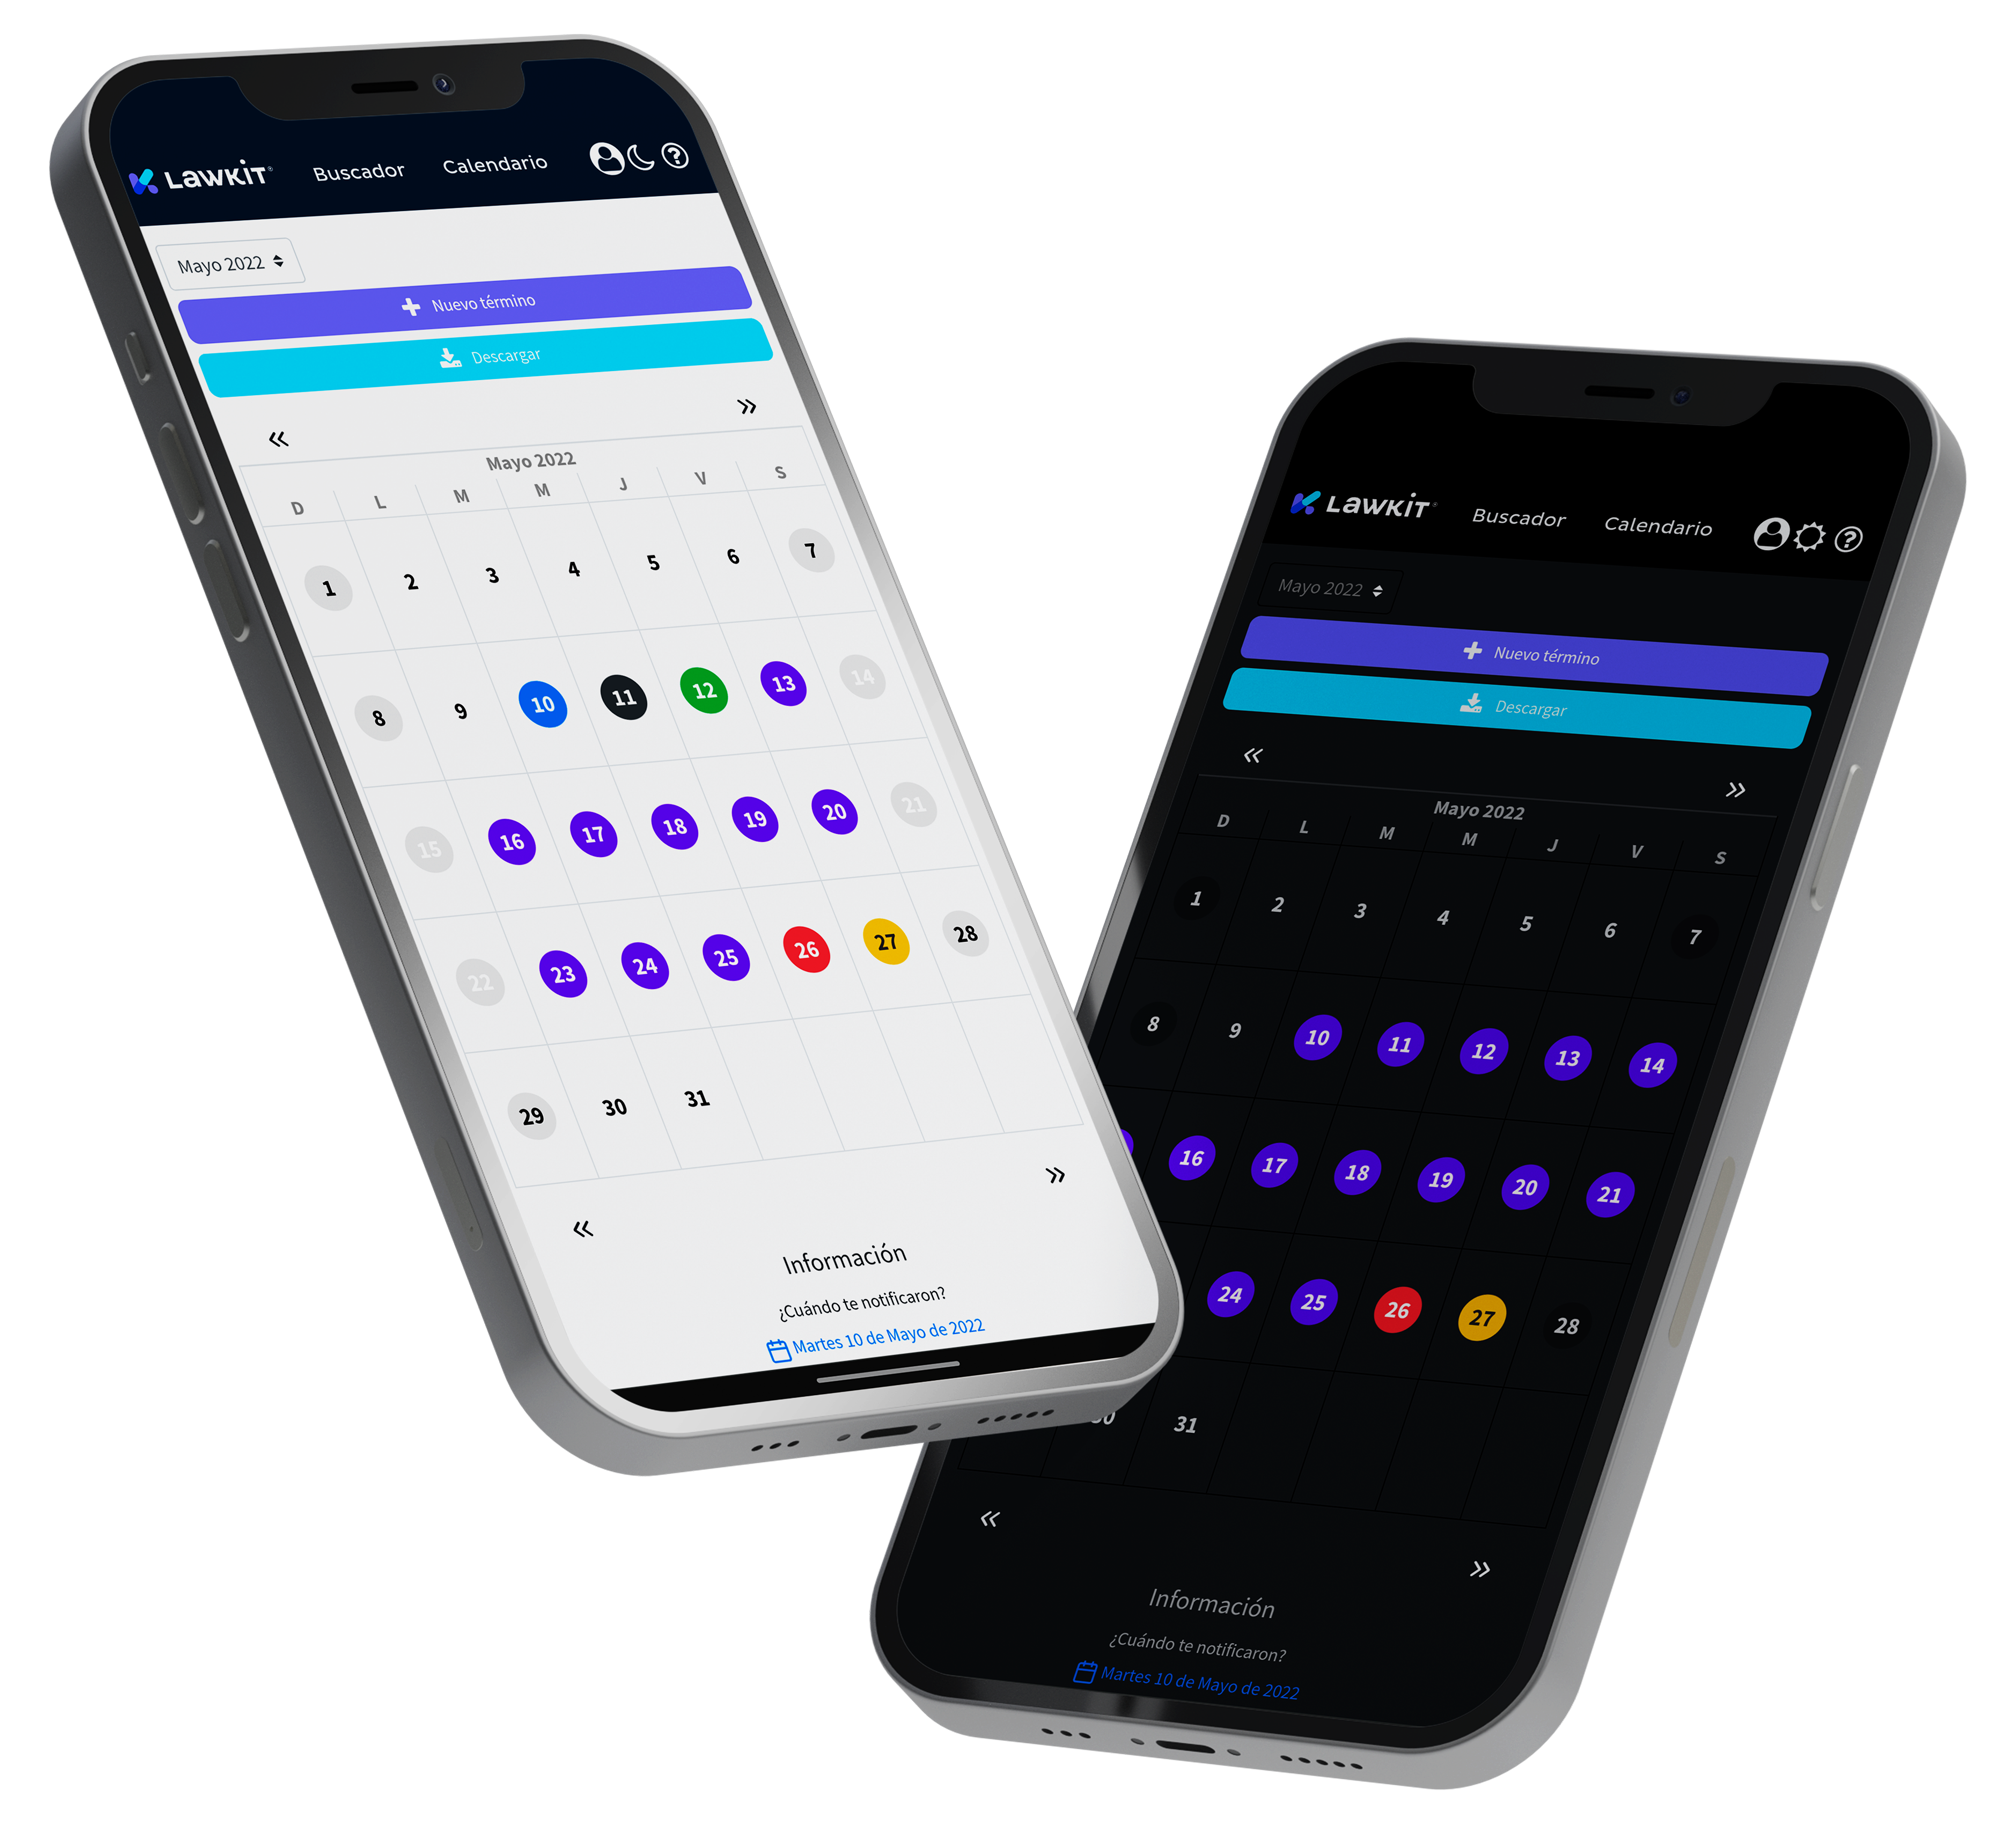 LAWKIT® Buscador Calendario ?
Mayo 2022
Nuevo término
Descargar
« »
Mayo 2022
D L M M J V S
1 2 3 4 5 6 7
8 9 10 11 12 13 14
15 16 17 18 19 20 21
22 23 24 25 26 27 28
29 30 31
« »
Información
¿Cuándo te notificaron?
Martes 10 de Mayo de 2022
LAWKIT® Buscador Calendario ?
Mayo 2022
Nuevo término
Descargar
« »
Mayo 2022
D L M M J V S
1 2 3 4 5 6 7
8 9 10 11 12 13 14
16 17 18 19 20 21
24 25 26 27 28
30 31
« »
Información
¿Cuándo te notificaron?
Martes 10 de Mayo de 2022